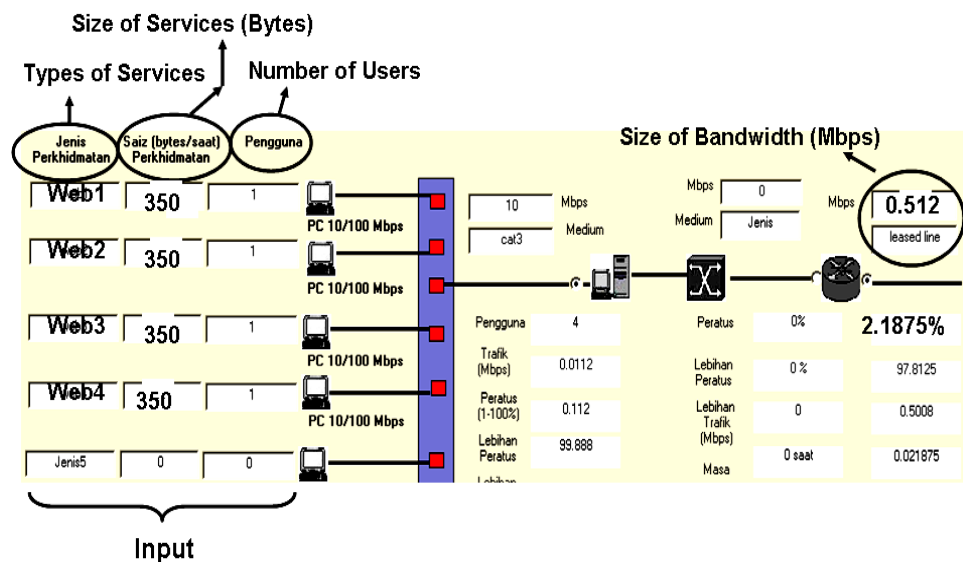 Size of Services (Bytes)
Types of Services
Number of Users
Jenis Perkhidmatan
Saiz (bytes/saat) Perkhidmatan
Pengguna
Size of Bandwidth (Mbps)
Web1 350 1
PC 10/100 Mbps
Web2 350 1
PC 10/100 Mbps
Web3 350 1
PC 10/100 Mbps
Web4 350 1
PC 10/100 Mbps
Jenis5 0 0
10 Mbps
cat3 Medium
Mbps 0
Medium Jenis
Mbps 0.512
leased line
Pengguna 4
Trafik (Mbps) 0.0112
Peratus (1-100%) 0.112
Lebihan Peratus 99.888
Lebihan
Peratus 0% 2.1875%
Lebihan Peratus 0 % 97.8125
Lebihan Trafik (Mbps) 0 0.5008
Masa 0 saat 0.021875
Input